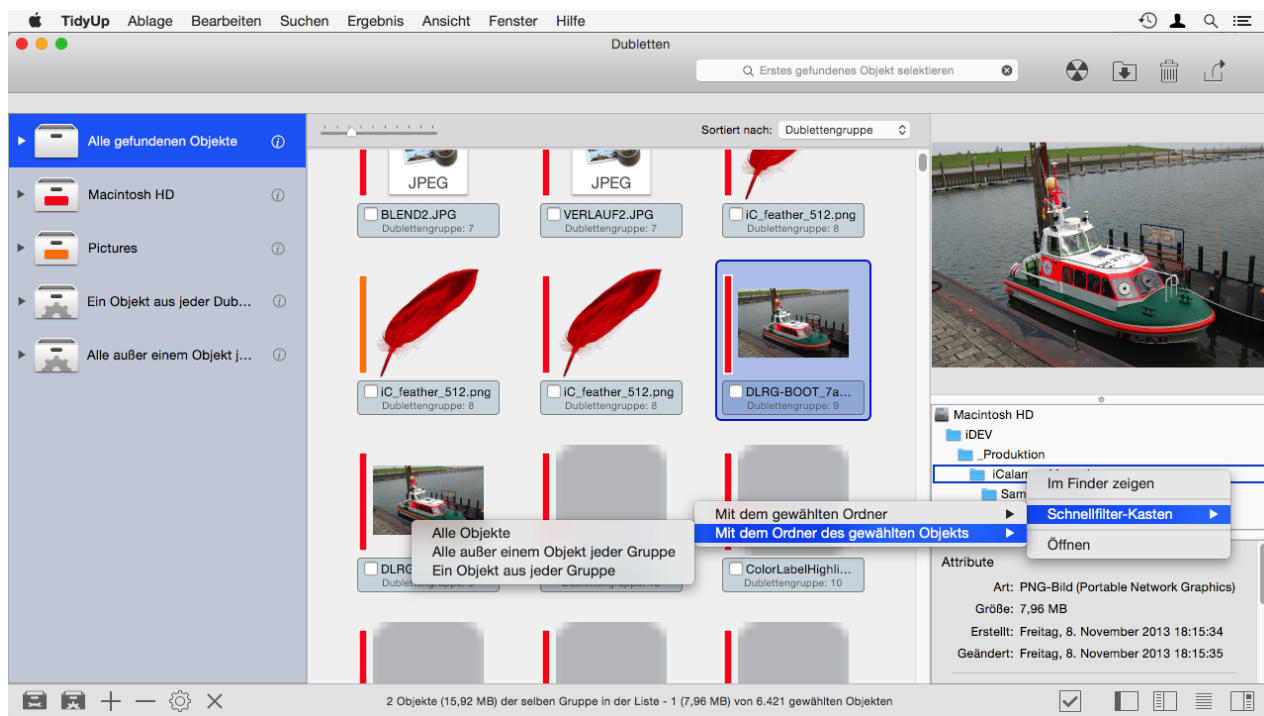 TidyUp Ablage Bearbeiten Suchen Ergebnis Ansicht Fenster Hilfe
Dubletten
Erstes gefundenes Objekt selektieren
Alle gefundenen Objekte
Macintosh HD
Pictures
Ein Objekt aus jeder Dub...
Alle außer einem Objekt j...
Sortiert nach: Dublettengruppe
JPEG
JPEG
BLEND2.JPG
Dublettengruppe: 7
VERLAUF2.JPG
Dublettengruppe: 7
iC_feather_512.png
Dublettengruppe: 8
iC_feather_512.png
Dublettengruppe: 8
iC_feather_512.png
Dublettengruppe: 8
DLRG-BOOT_7a...
Dublettengruppe: 9
ColorLabelHighli...
Dublettengruppe: 10
Macintosh HD
iDEV
_Produktion
Im Finder zeigen
Schnellfilter-Kasten
Öffnen
Mit dem gewählten Ordner
Mit dem Ordner des gewählten Objekts
Alle Objekte
Alle außer einem Objekt jeder Gruppe
Ein Objekt aus jeder Gruppe
Attribute
Art: PNG-Bild (Portable Network Graphics)
Größe: 7,96 MB
Erstellt: Freitag, 8. November 2013 18:15:34
Geändert: Freitag, 8. November 2013 18:15:35
2 Objekte (15,92 MB) der selben Gruppe in der Liste - 1 (7,96 MB) von 6.421 gewählten Objekten